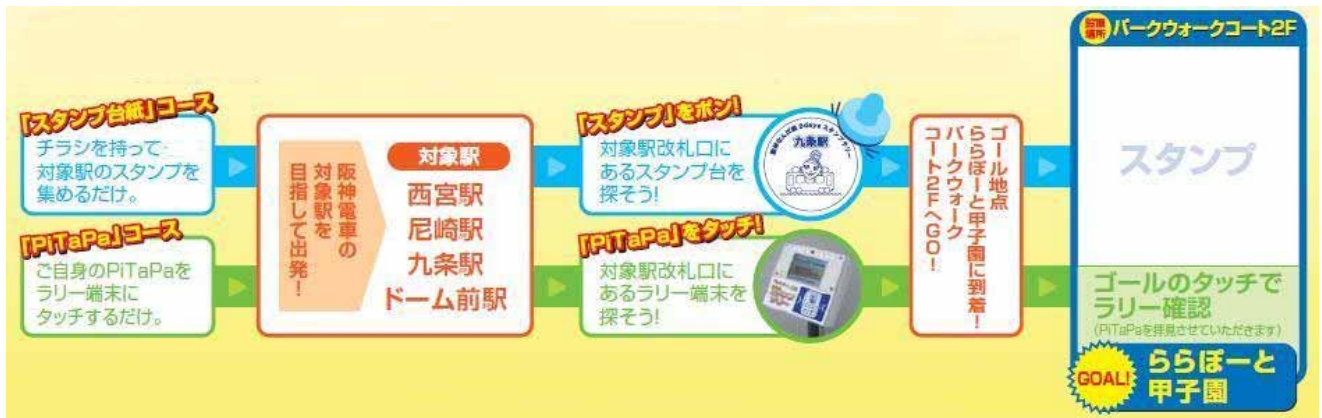 「スタンプ台紙」コース
チラシを持って
対象駅のスタンプを
集めるだけ。
「PiTaPa」コース
ご自身のPiTaPaを
ラリー端末に
タッチするだけ。
阪神電車の
対象駅を
目指して出発！
対象駅
西宮駅
尼崎駅
九条駅
ドーム前駅
「スタンプ」をポン！
対象駅改札口に
あるスタンプ台を
探そう！
九条駅
「PiTaPa」をタッチ！
対象駅改札口に
あるラリー端末を
探そう！
ゴール地点
ららぽーと甲子園に到着！
パークウォーク
コート2FへGO！
設置場所
パークウォークコート2F
スタンプ
ゴールのタッチで
ラリー確認
(PiTaPaを拝見させていただきます)
GOAL!
ららぽーと
甲子園